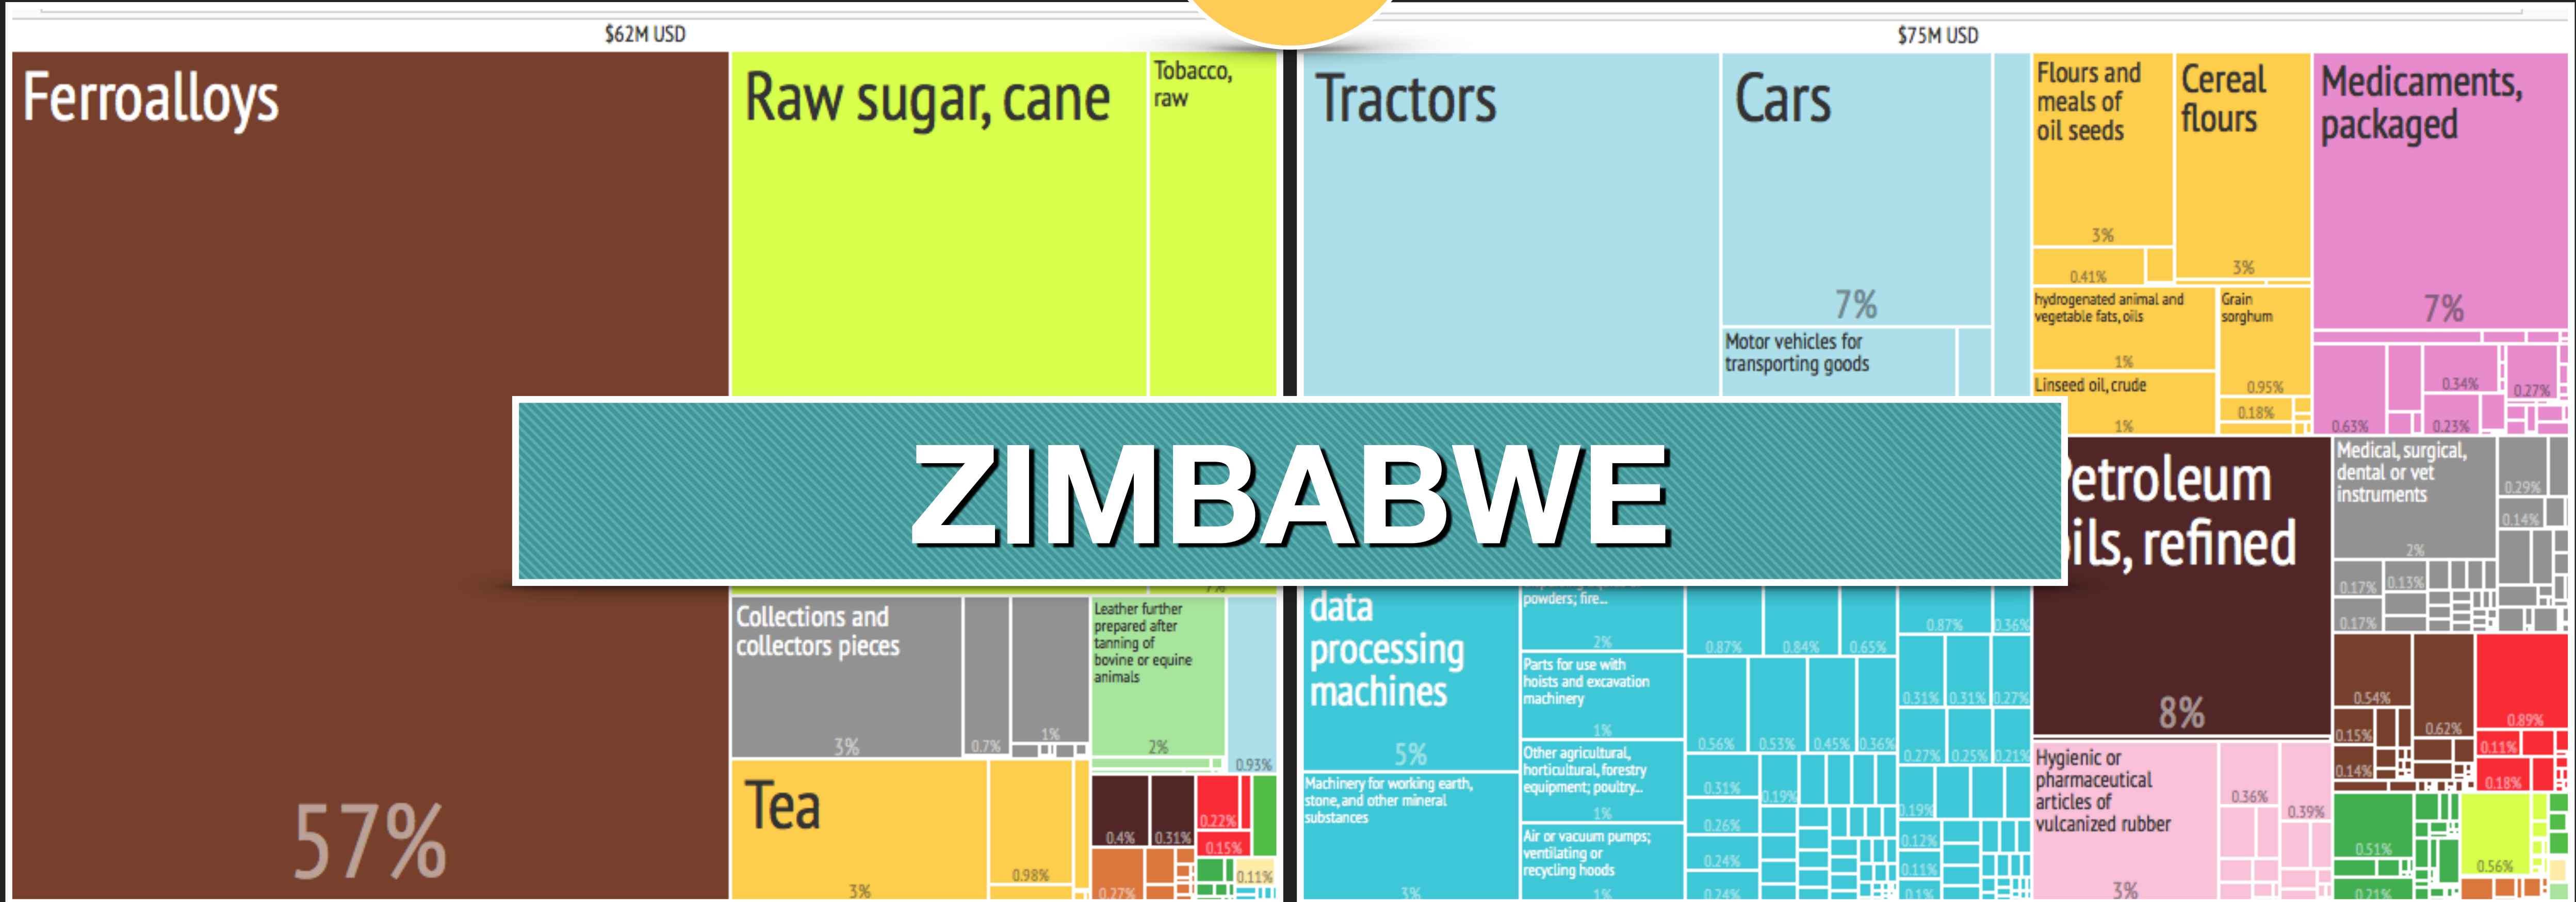 $62M USD
Ferroalloys
57%
Raw sugar, cane
Tobacco,
raw
7%
Collections and
collectors pieces
3%
0.7%
1%
Leather further
prepared after
tanning of
bovine or equine
animals
2%
0.93%
Tea
3%
0.98%
0.4%
0.31%
0.22%
0.15%
0.27%
0.11%
ZIMBABWE
$75M USD
Tractors
Cars
7%
Motor vehicles for
transporting goods
data
processing
machines
5%
Machinery for working earth,
stone, and other mineral
substances
3%
powders; fire...
2%
Parts for use with
hoists and excavation
machinery
1%
Other agricultural,
horticultural, forestry
equipment; poultry...
1%
Air or vacuum pumps;
ventilating or
recycling hoods
1%
0.87%
0.84%
0.65%
0.87%
0.36%
0.56%
0.53%
0.45%
0.36%
0.31%
0.31%
0.27%
0.27%
0.25%
0.21%
0.31%
0.19%
0.19%
0.26%
0.12%
0.24%
0.11%
0.24%
0.1%
Flours and
meals of
oil seeds
3%
0.41%
Cereal
flours
3%
hydrogenated animal and
vegetable fats, oils
1%
Grain
sorghum
0.95%
Linseed oil, crude
1%
0.18%
Medicaments,
packaged
7%
0.34%
0.27%
0.63%
0.23%
Petroleum
oils, refined
8%
Medical, surgical,
dental or vet
instruments
2%
0.29%
0.14%
0.17%
0.13%
0.17%
Hygienic or
pharmaceutical
articles of
vulcanized rubber
3%
0.36%
0.39%
0.54%
0.62%
0.15%
0.14%
0.89%
0.11%
0.18%
0.51%
0.56%
0.21%